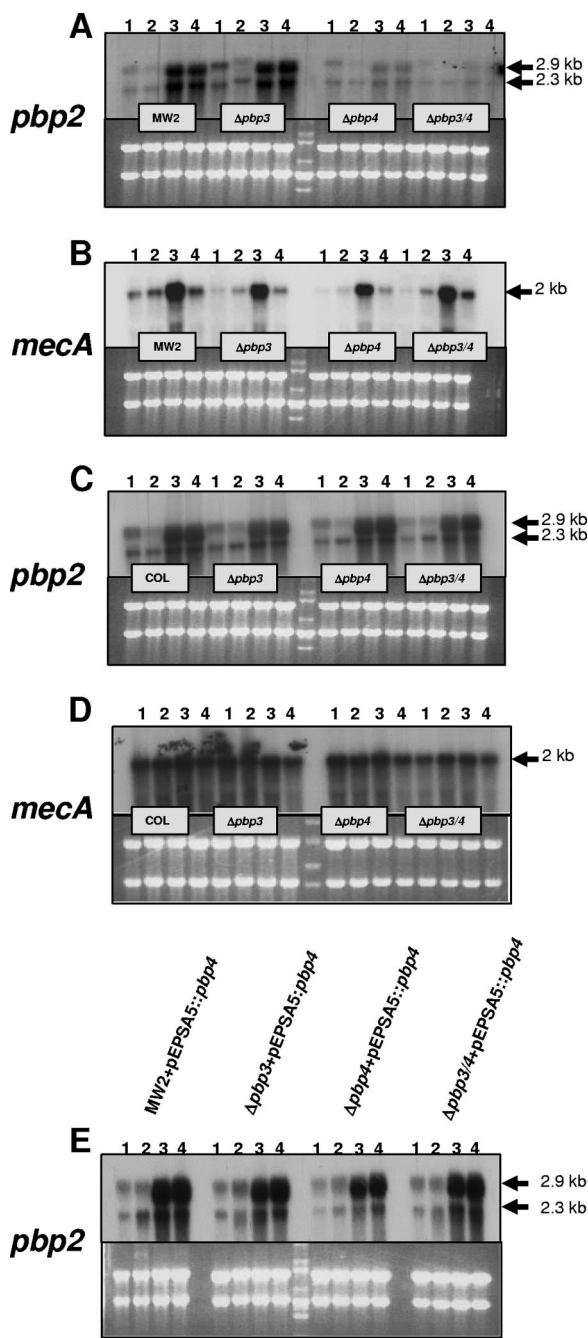 A
1 2 3 4 1 2 3 4 1 2 3 4 1 2 3 4
2.9 kb
2.3 kb
pbp2
MW2 Δpbp3 Δpbp4 Δpbp3/4
B
1 2 3 4 1 2 3 4 1 2 3 4 1 2 3 4
2 kb
mecA
MW2 Δpbp3 Δpbp4 Δpbp3/4
C
1 2 3 4 1 2 3 4 1 2 3 4 1 2 3 4
2.9 kb
2.3 kb
pbp2
COL Δpbp3 Δpbp4 Δpbp3/4
D
1 2 3 4 1 2 3 4 1 2 3 4 1 2 3 4
2 kb
mecA
COL Δpbp3 Δpbp4 Δpbp3/4
MW2+pEPSA5::pbp4
Δpbp3+pEPSA5:pbp4
Δpbp4+pEPSA5::pbp4
Δpbp3/4+pEPSA5::pbp4
E
1 2 3 4 1 2 3 4 1 2 3 4 1 2 3 4
2.9 kb
2.3 kb
pbp2